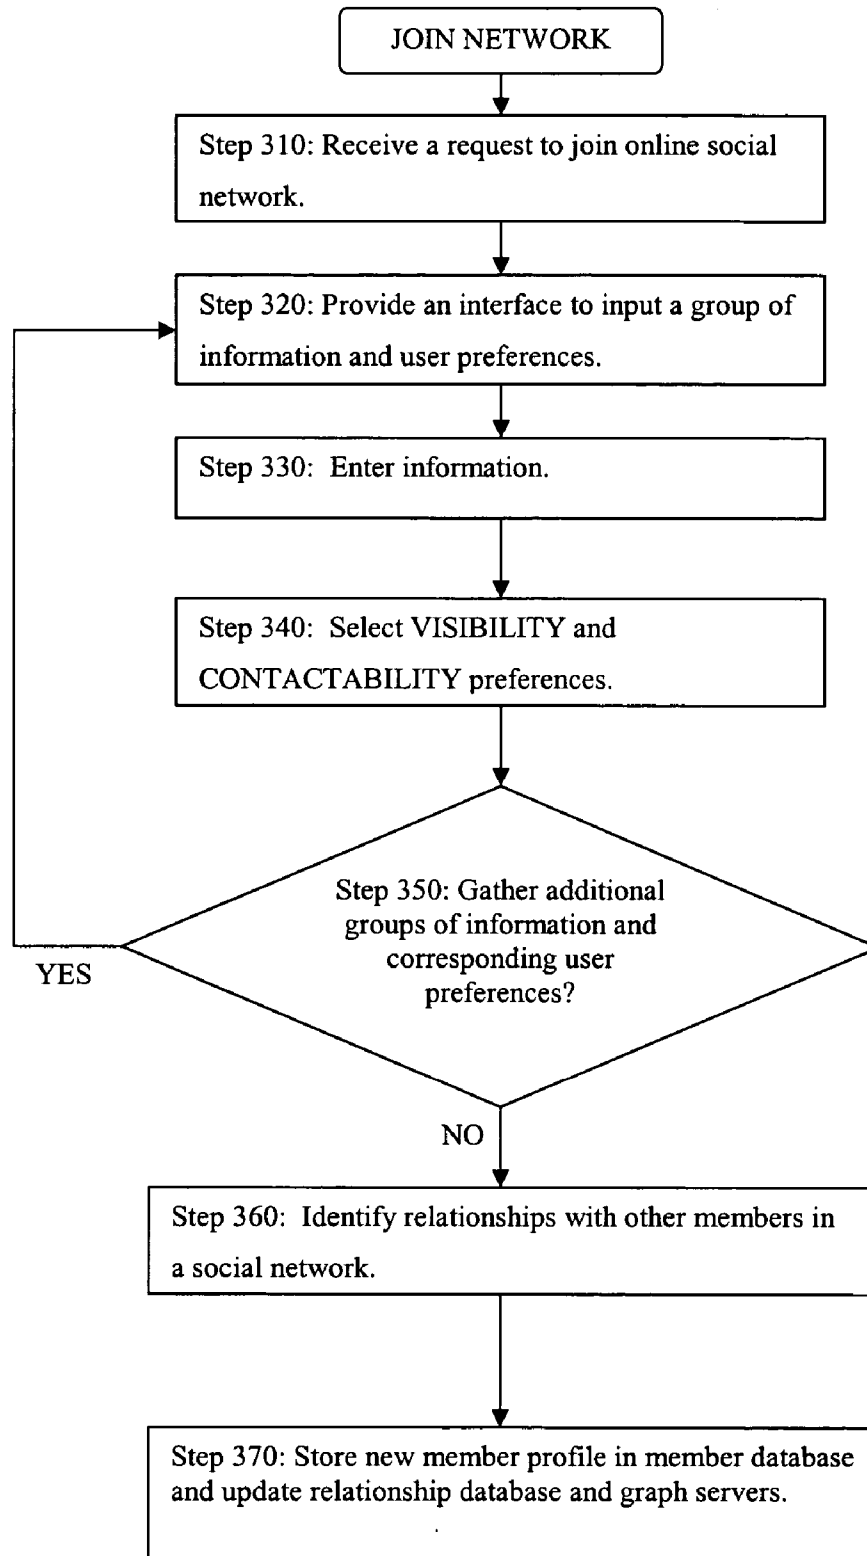 JOIN NETWORK
Step 310: Receive a request to join online social
network.
Step 320: Provide an interface to input a group of
information and user preferences.
Step 330: Enter information.
Step 340: Select VISIBILITY and
CONTACTABILITY preferences.
Step 350: Gather additional
groups of information and
corresponding user
preferences?
YES
NO
Step 360: Identify relationships with other members in
a social network.
Step 370: Store new member profile in member database
and update relationship database and graph servers.